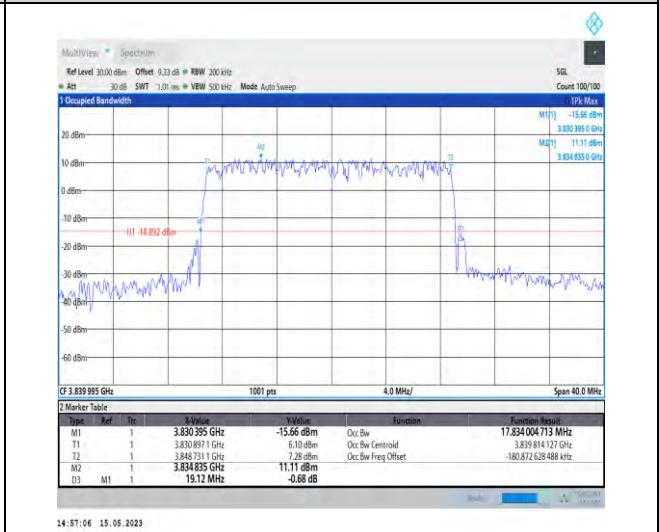 MultiView Spectrum
Ref Level 30.00 dBm Offset 9.33 dB RBW 200 kHz SGL
Att 30 dB SWT 1.01 ms VBW 500 kHz Mode Auto Sweep Count 100/100
1 Occupied Bandwidth 1Pk Max
M1[1] -15.66 dBm
3.830 395 0 GHz
M2[1] 11.11 dBm
3.834 835 0 GHz
20 dBm
M2
T1 T2
10 dBm
0 dBm
-10 dBm
M1
H1 -14.892 dBm
-20 dBm
-30 dBm
-40 dBm
-50 dBm
-60 dBm
CF 3.839 995 GHz 1001 pts 4.0 MHz/ Span 40.0 MHz
2 Marker Table
Type Ref Trc X-Value Y-Value Function Function Result
M1 1 3.830 395 GHz -15.66 dBm Occ Bw 17.834 004 713 MHz
T1 1 3.830 897 1 GHz 6.10 dBm Occ Bw Centroid 3.839 814 127 GHz
T2 1 3.848 731 1 GHz 7.28 dBm Occ Bw Freq Offset -180.872 628 488 kHz
M2 1 3.834 835 GHz 11.11 dBm
D3 M1 1 19.12 MHz -0.68 dB
14:57:06 15.05.2023